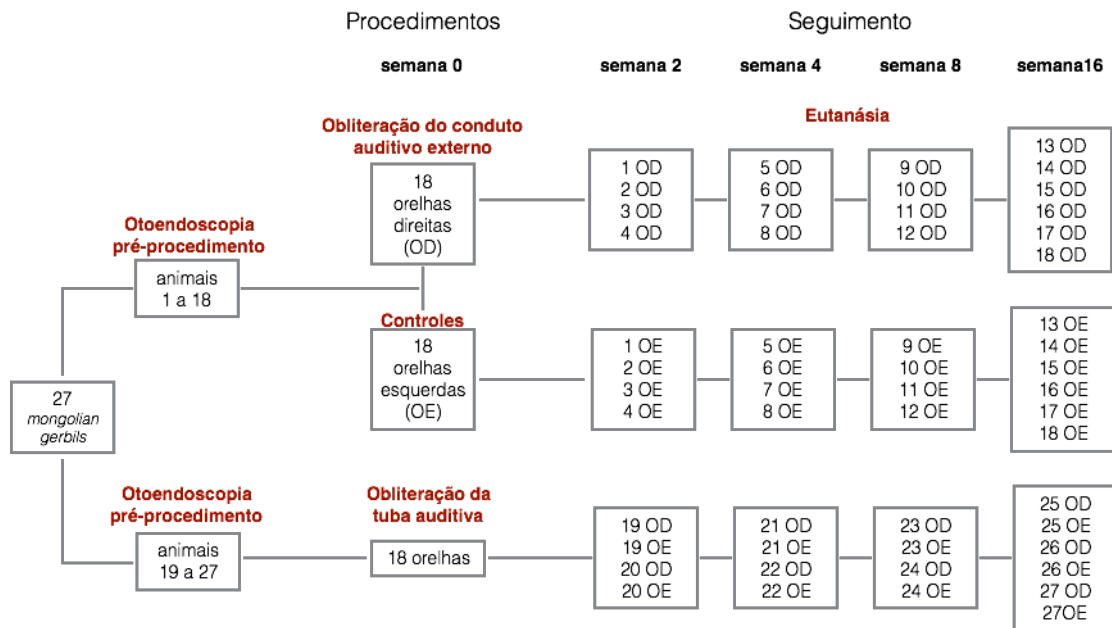 Procedimentos
Seguimento
semana 0
semana 2
semana 4
semana 8
semana16
Eutanásia
Obliteração do conduto
auditivo externo
18
orelhas
direitas
(OD)
1 OD
2 OD
3 OD
4 OD
5 OD
6 OD
7 OD
8 OD
9 OD
10 OD
11 OD
12 OD
13 OD
14 OD
15 OD
16 OD
17 OD
18 OD
Otoendoscopia
pré-procedimento
animais
1 a 18
Controles
18
orelhas
esquerdas
(OE)
1 OE
2 OE
3 OE
4 OE
5 OE
6 OE
7 OE
8 OE
9 OE
10 OE
11 OE
12 OE
13 OE
14 OE
15 OE
16 OE
17 OE
18 OE
27
mongolian
gerbils
Otoendoscopia
pré-procedimento
animais
19 a 27
Obliteração da
tuba auditiva
18 orelhas
19 OD
19 OE
20 OD
20 OE
21 OD
21 OE
22 OD
22 OE
23 OD
23 OE
24 OD
24 OE
25 OD
25 OE
26 OD
26 OE
27 OD
27OE